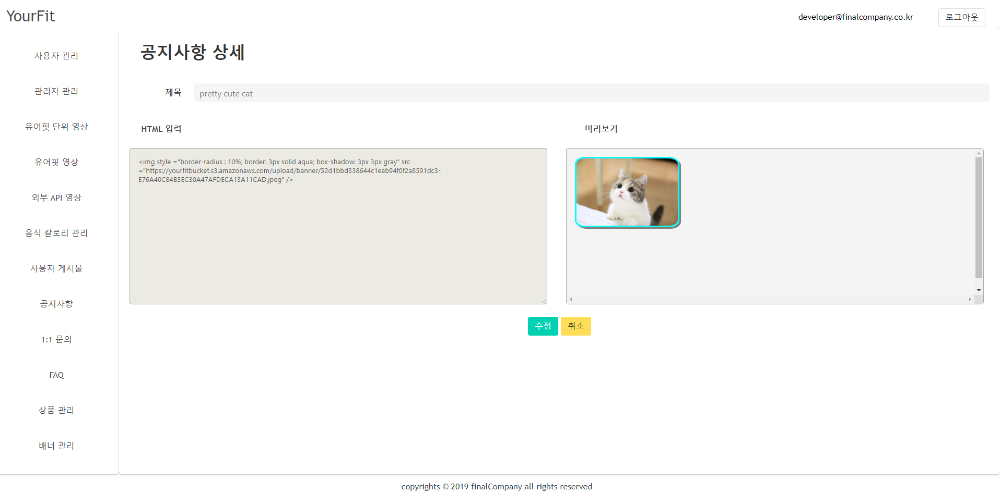 YourFit
developer@finalcompany.co.kr
로그아웃
사용자 관리
관리자 관리
유어핏 단위 영상
유어핏 영상
외부 API 영상
음식 칼로리 관리
사용자 게시물
공지사항
1:1 문의
FAQ
상품 관리
배너 관리
공지사항 상세
제목
pretty cute cat
HTML 입력
<img style ="border-radius : 10%; border: 3px solid aqua; box-shadow: 3px 3px gray" src
="https://yourfitbucket.s3.amazonaws.com/upload/banner/52d1bbd338644c1eab94f0f2a8591dc3-
E76A40C84B3EC30A47AFDECA13A11CAD.jpeg" />
미리보기
수정
취소
copyrights © 2019 finalCompany all rights reserved